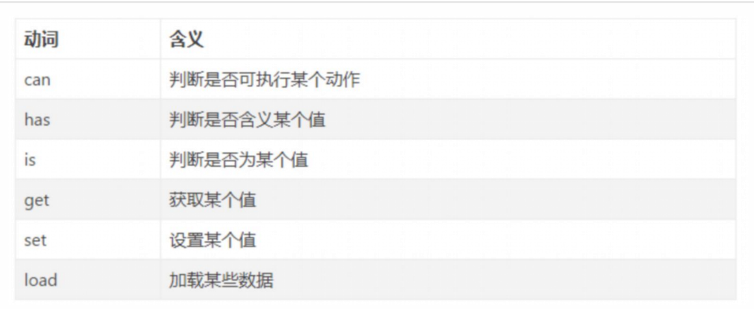 动词 含义
can 判断是否可执行某个动作
has 判断是否含义某个值
is 判断是否为某个值
get 获取某个值
set 设置某个值
load 加载某些数据